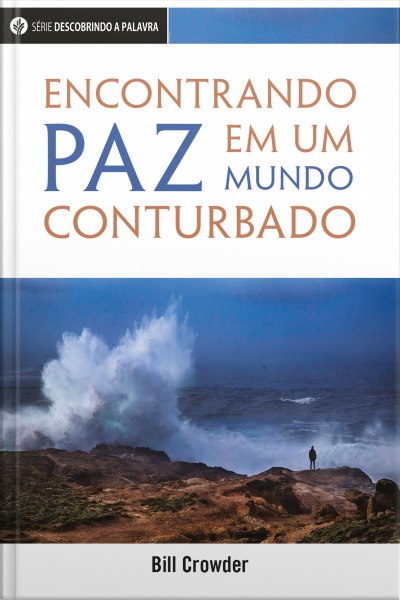 SÉRIE DESCOBRINDO A PALAVRA
ENCONTRANDO
PAZ EM UM
MUNDO
CONTURBADO
Bill Crowder